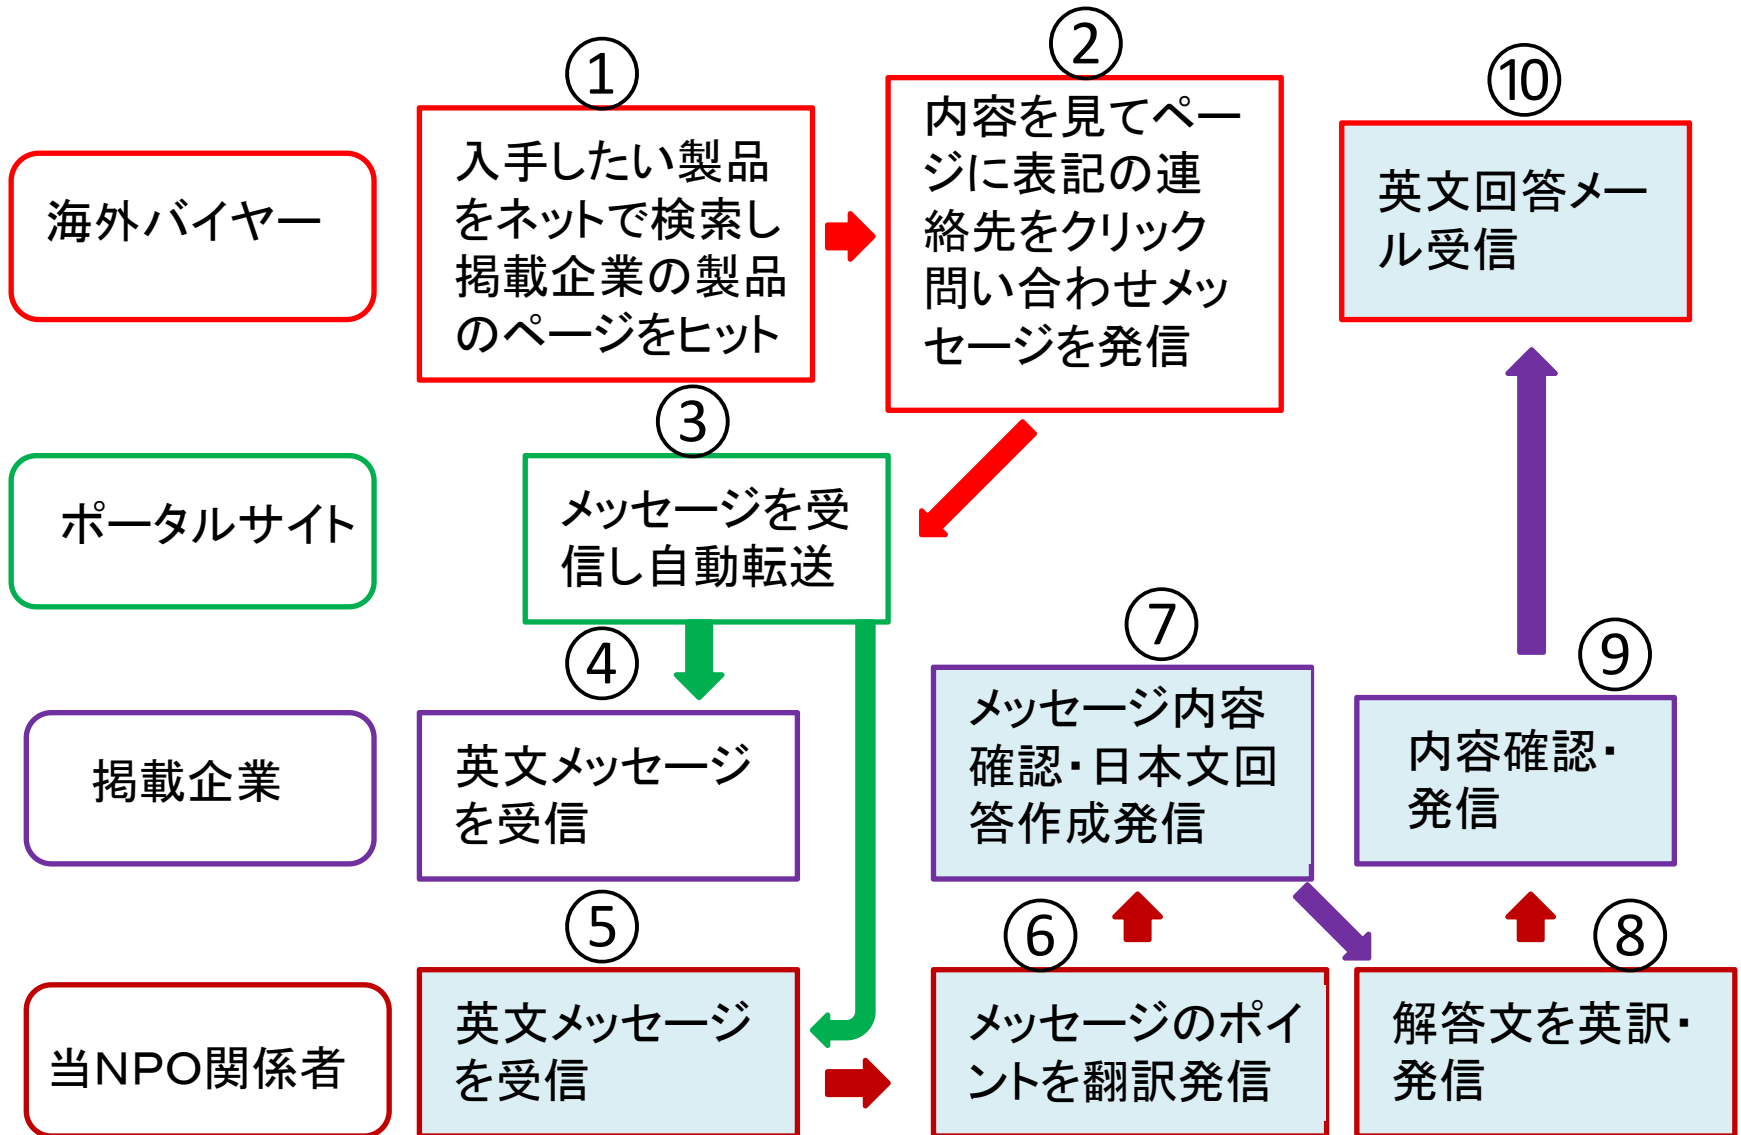 ①
②
⑩
海外バイヤー
入手したい製品
をネットで検索し
掲載企業の製品
のページをヒット
内容を見てペー
ジに表記の連
絡先をクリック
問い合わせメッ
セージを発信
英文回答メー
ル受信
③
ポータルサイト
メッセージを受
信し自動転送
④
⑦
⑨
掲載企業
英文メッセージ
を受信
メッセージ内容
確認・日本文回
答作成発信
内容確認・
発信
⑤
⑥
⑧
当NPO関係者
英文メッセージ
を受信
メッセージのポイ
ントを翻訳発信
解答文を英訳・
発信